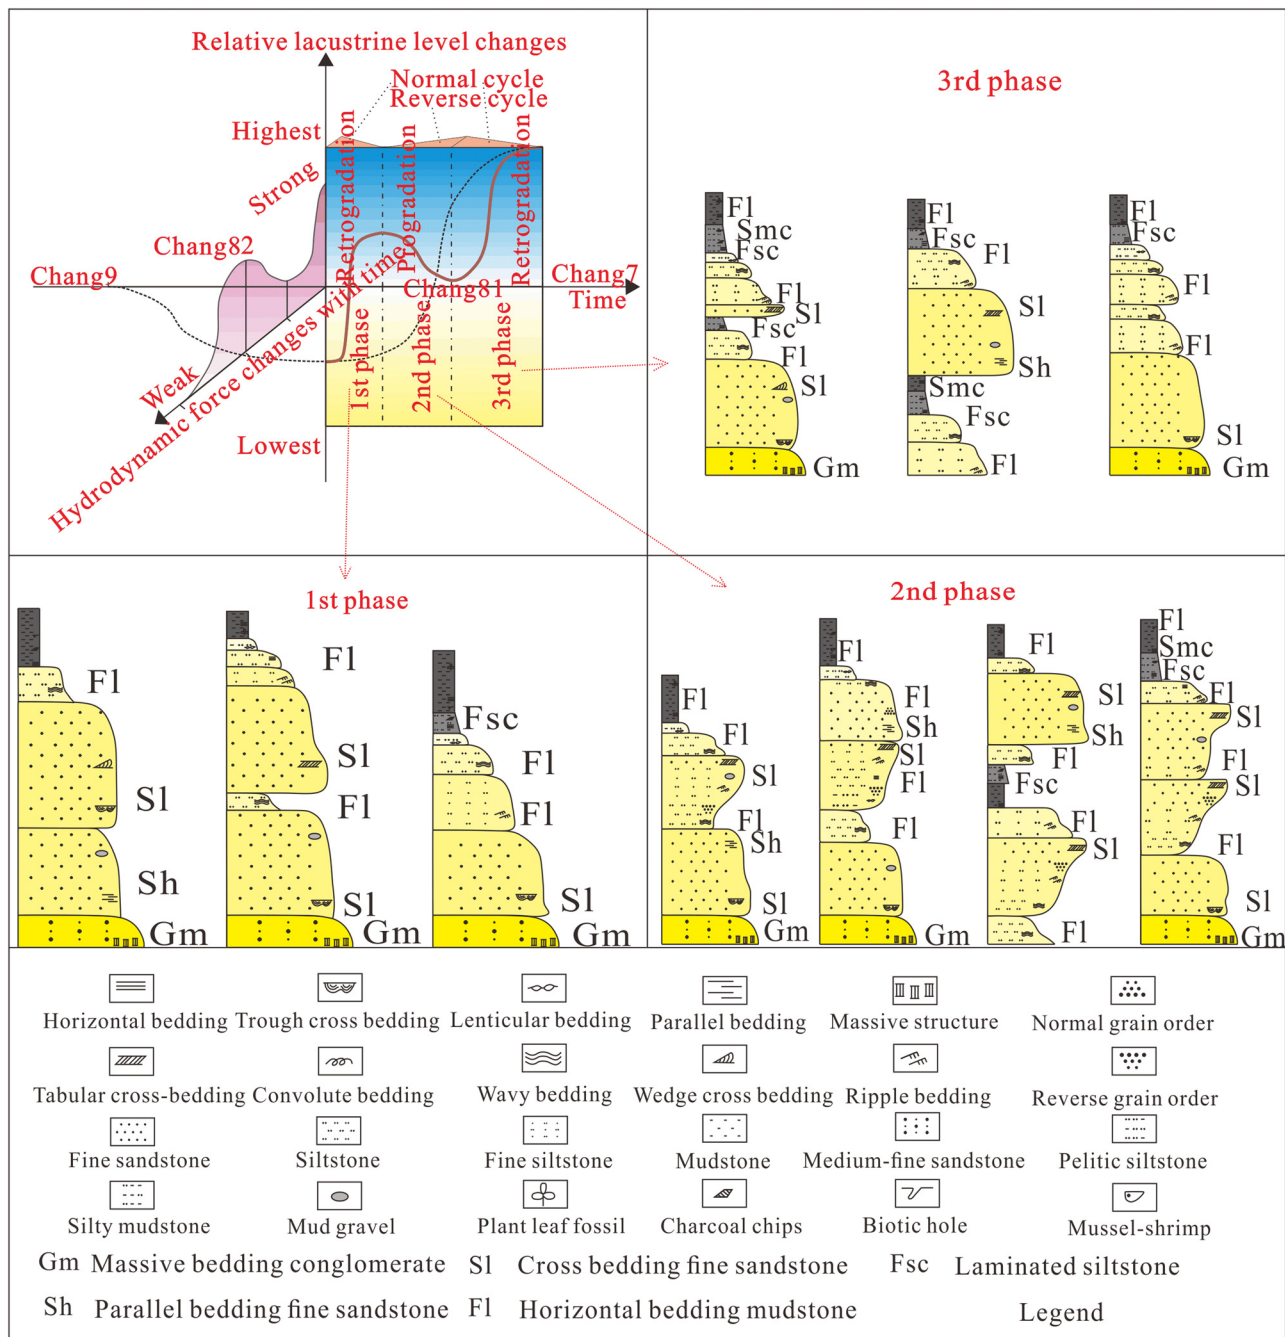 Relative lacustrine level changes
Normal cycle
Reverse cycle
Highest
Strong
Chang82
Chang9
Retrogradation
Progradation
Retrogradation
Chang81
Chang7
Time
1st phase
2nd phase
3rd phase
Weak
Lowest
Hydrodynamic force changes with time
3rd phase
Fl
Smc
Fsc
Fl
Sl
Fsc
Fl
Sl
Gm
Fl
Fsc
Fl
Sl
Sh
Smc
Fsc
Fl
Fl
Fsc
Fl
Fl
Sl
Gm
1st phase
Fl
Sl
Sh
Gm
Fl
Sl
Fl
Sl
Gm
Fsc
Fl
Fl
Sl
Gm
2nd phase
Fl
Fl
Sl
Fl
Sh
Sl
Gm
Fl
Fl
Sh
Sl
Fl
Fl
Gm
Fl
Sl
Sh
Fl
Fsc
Fl
Sl
Fl
Fl
Smc
Fsc
Fl
Sl
Fl
Sl
Fl
Sl
Gm
Horizontal bedding Trough cross bedding Lenticular bedding Parallel bedding Massive structure Normal grain order
Tabular cross-bedding Convolute bedding Wavy bedding Wedge cross bedding Ripple bedding Reverse grain order
Fine sandstone Siltstone Fine siltstone Mudstone Medium-fine sandstone Pelitic siltstone
Silty mudstone Mud gravel Plant leaf fossil Charcoal chips Biotic hole Mussel-shrimp
Gm Massive bedding conglomerate Sl Cross bedding fine sandstone Fsc Laminated siltstone
Sh Parallel bedding fine sandstone Fl Horizontal bedding mudstone Legend